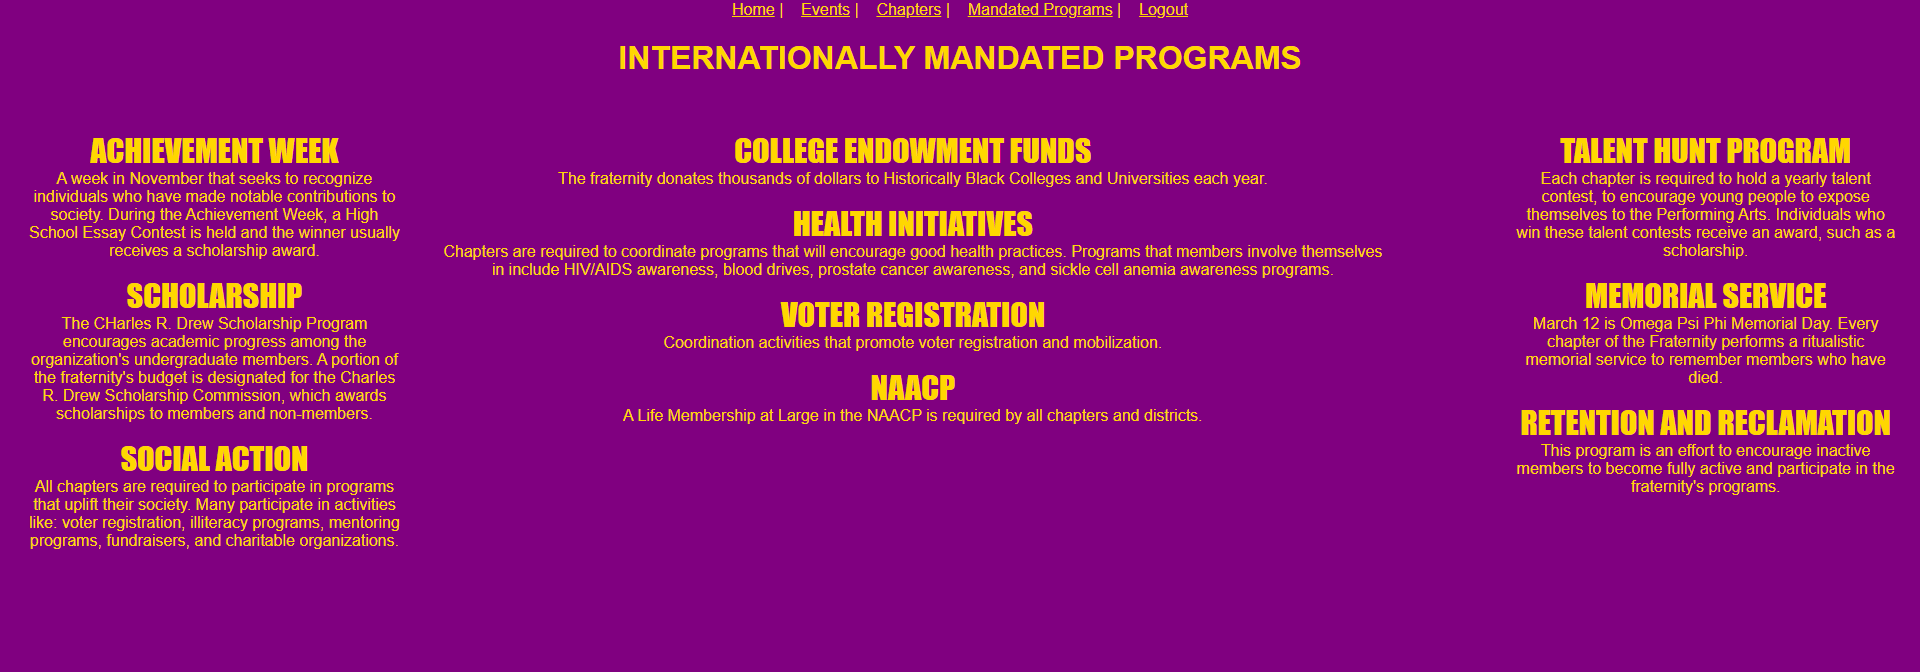 Home | Events | Chapters | Mandated Programs | Logout
INTERNATIONALLY MANDATED PROGRAMS
ACHIEVEMENT WEEK
A week in November that seeks to recognize
individuals who have made notable contributions to
society. During the Achievement Week, a High
School Essay Contest is held and the winner usually
receives a scholarship award.
SCHOLARSHIP
The CHarles R. Drew Scholarship Program
encourages academic progress among the
organization's undergraduate members. A portion of
the fraternity's budget is designated for the Charles
R. Drew Scholarship Commission, which awards
scholarships to members and non-members.
SOCIAL ACTION
All chapters are required to participate in programs
that uplift their society. Many participate in activities
like: voter registration, illiteracy programs, mentoring
programs, fundraisers, and charitable organizations.
COLLEGE ENDOWMENT FUNDS
The fraternity donates thousands of dollars to Historically Black Colleges and Universities each year.
HEALTH INITIATIVES
Chapters are required to coordinate programs that will encourage good health practices. Programs that members involve themselves
in include HIV/AIDS awareness, blood drives, prostate cancer awareness, and sickle cell anemia awareness programs.
VOTER REGISTRATION
Coordination activities that promote voter registration and mobilization.
NAACP
A Life Membership at Large in the NAACP is required by all chapters and districts.
TALENT HUNT PROGRAM
Each chapter is required to hold a yearly talent
contest, to encourage young people to expose
themselves to the Performing Arts. Individuals who
win these talent contests receive an award, such as a
scholarship.
MEMORIAL SERVICE
March 12 is Omega Psi Phi Memorial Day. Every
chapter of the Fraternity performs a ritualistic
memorial service to remember members who have
died.
RETENTION AND RECLAMATION
This program is an effort to encourage inactive
members to become fully active and participate in the
fraternity's programs.